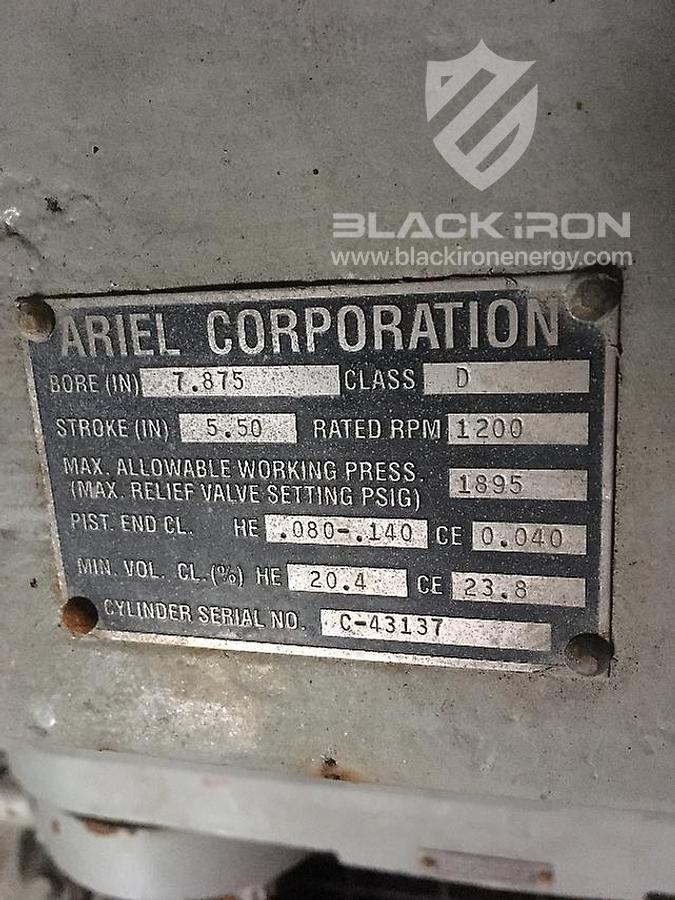 BLACK iRON
www.blackironenergy.com
ARIEL CORPORATION
BORE (IN) 7.875 CLASS D
STROKE (IN) 5.50 RATED RPM 1200
MAX. ALLOWABLE WORKING PRESS.
(MAX. RELIEF VALVE SETTING PSIG) 1895
PIST. END CL. HE .080-.140 CE 0.040
MIN. VOL. CL.(%) HE 20.4 CE 23.8
CYLINDER SERIAL NO. C-43137